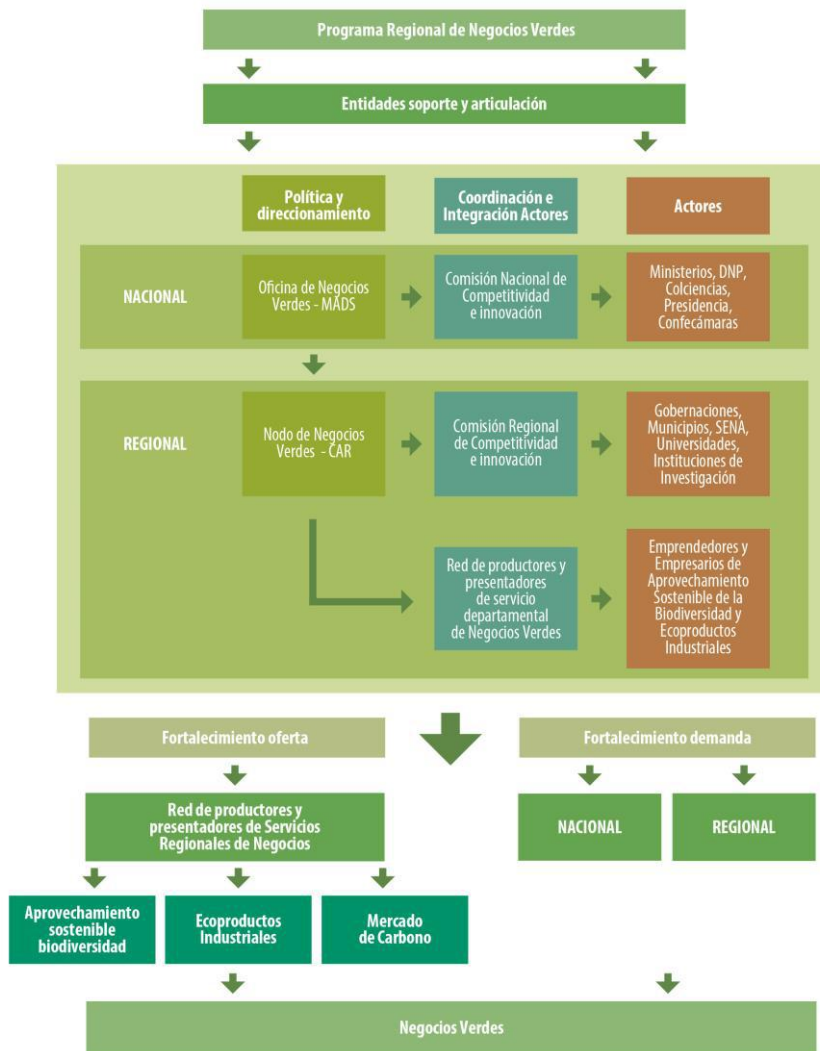 Programa Regional de Negocios Verdes
Entidades soporte y articulación
Política y
direccionamiento
Coordinación e
Integración Actores
Actores
NACIONAL
Oficina de Negocios
Verdes - MADS
Comisión Nacional de
Competitividad
e innovación
Ministerios, DNP,
Colciencias,
Presidencia,
Confecámaras
REGIONAL
Nodo de Negocios
Verdes - CAR
Comisión Regional
de Competitividad
e innovación
Gobernaciones,
Municipios, SENA,
Universidades,
Instituciones de
Investigación
Red de productores y
presentadores
de servicio
departamental
de Negocios Verdes
Emprendedores y
Empresarios de
Aprovechamiento
Sostenible de la
Biodiversidad y
Ecoproductos
Industriales
Fortalecimiento oferta
Fortalecimiento demanda
Red de productores y
presentadores de Servicios
Regionales de Negocios
NACIONAL
REGIONAL
Aprovechamiento
sostenible
biodiversidad
Ecoproductos
Industriales
Mercado
de Carbono
Negocios Verdes